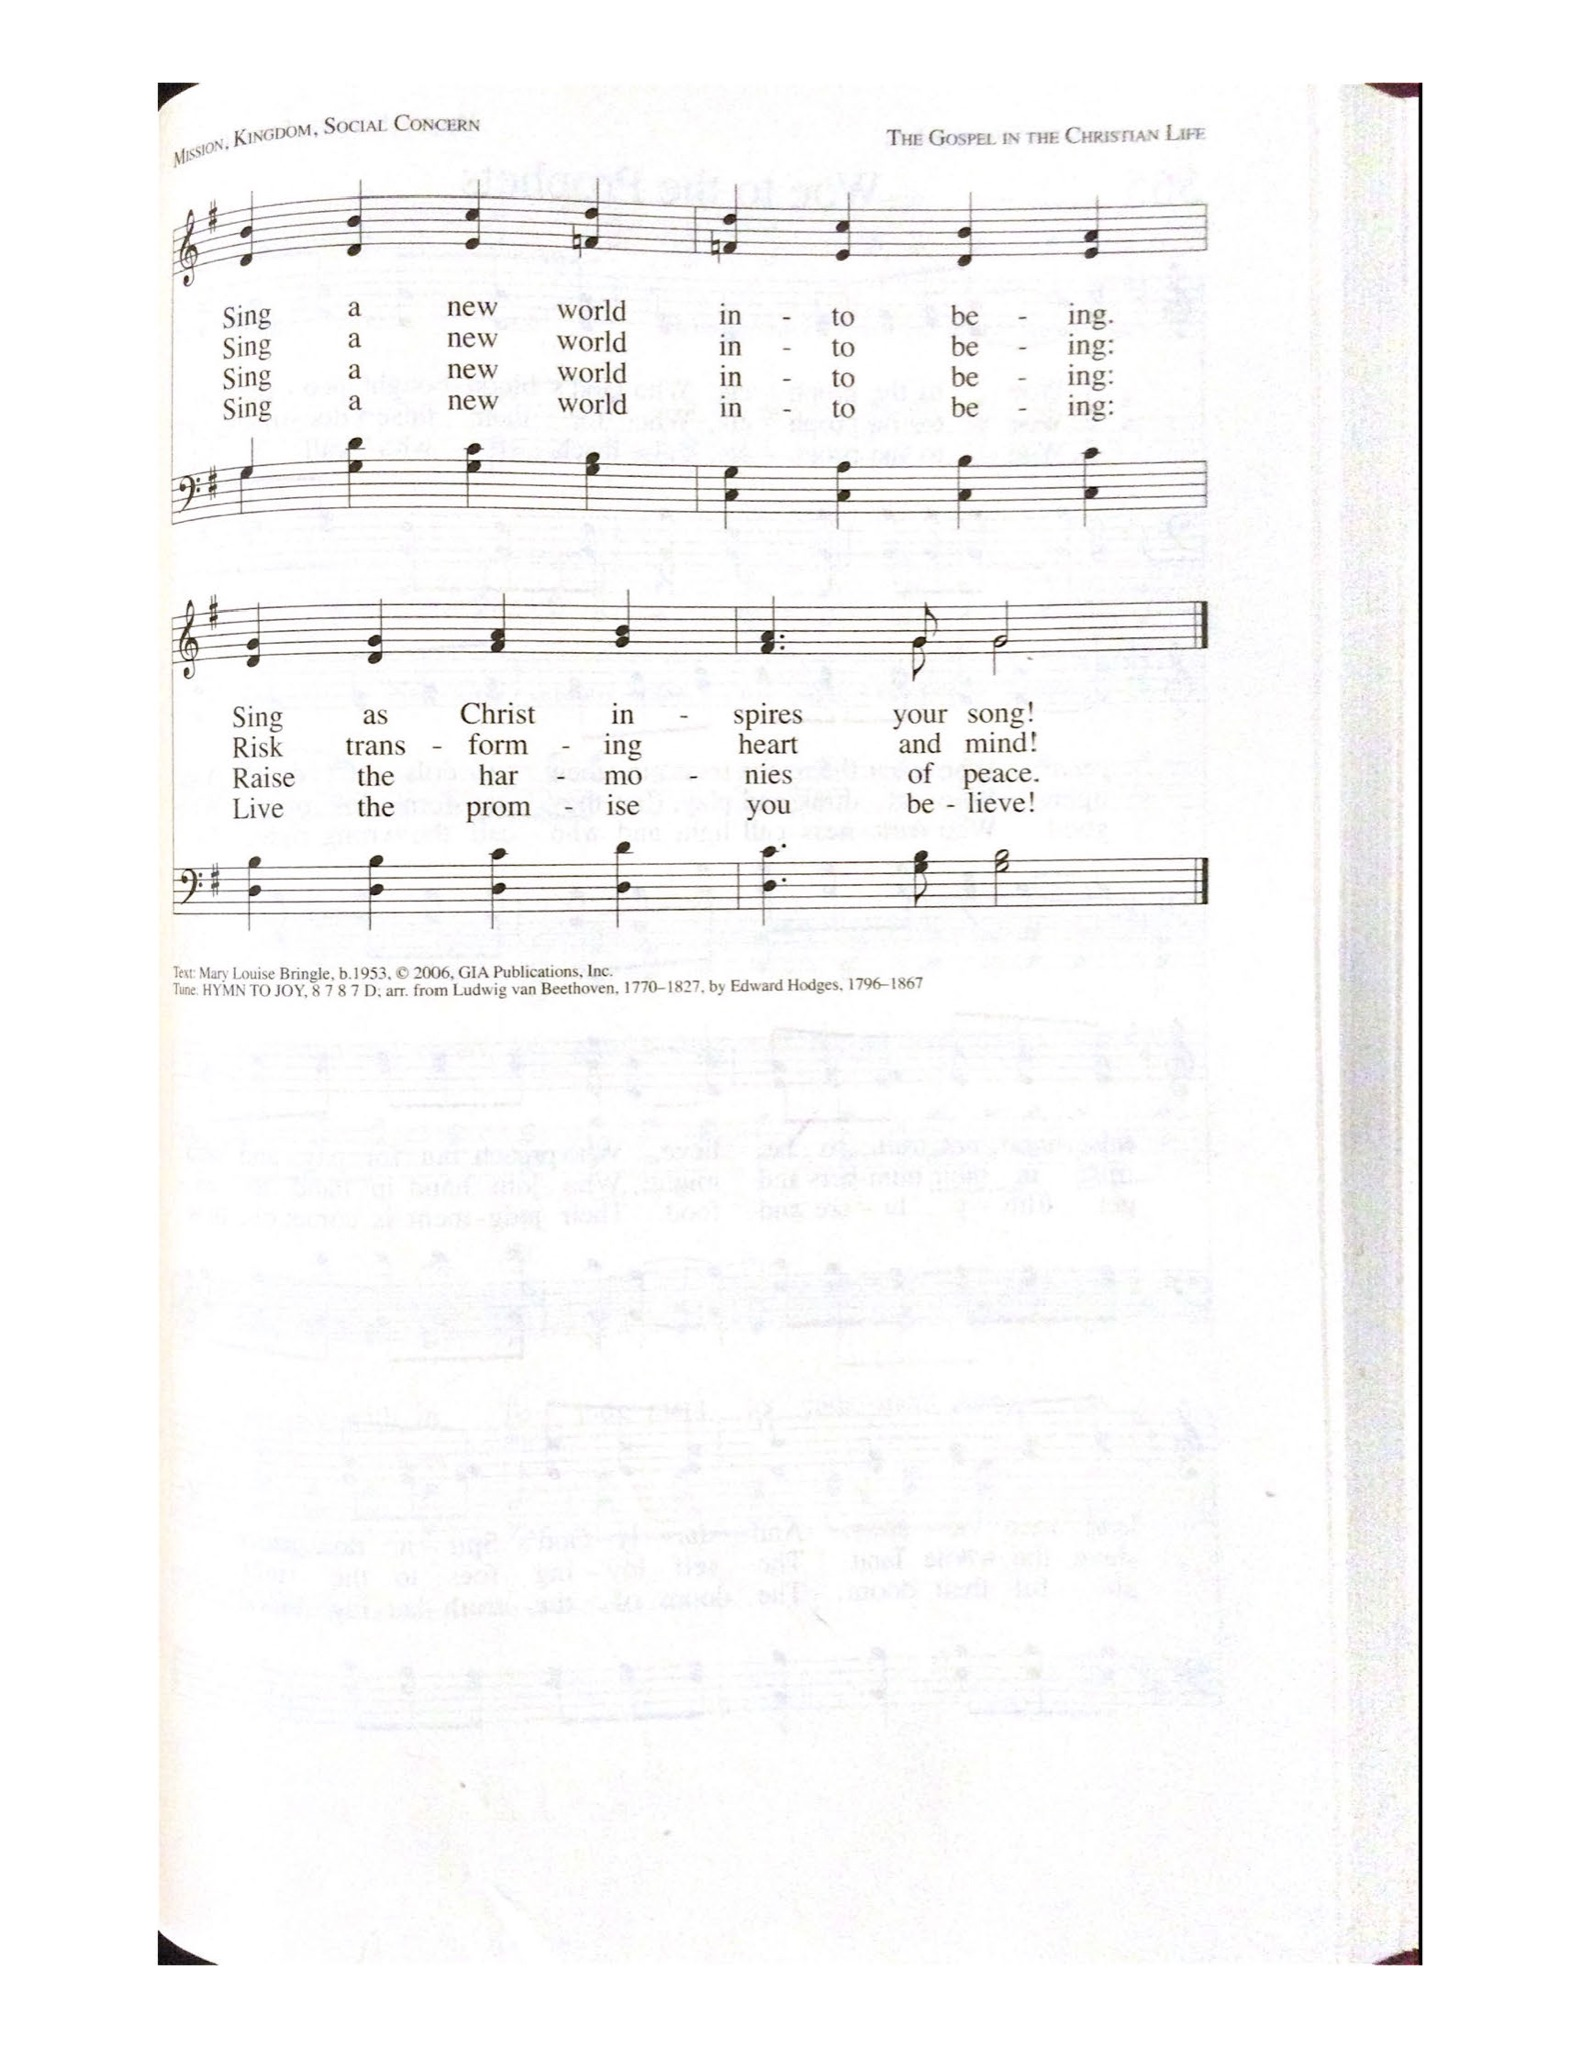 Mission, Kingdom, Social Concern
The Gospel in the Christian Life
Sing a new world in - to be - ing.
Sing a new world in - to be - ing:
Sing a new world in - to be - ing:
Sing a new world in - to be - ing:
Sing as Christ in - spires your song!
Risk trans - form - ing heart and mind!
Raise the har - mo - nies of peace.
Live the prom - ise you be - lieve!
Text: Mary Louise Bringle, b.1953, © 2006, GIA Publications, Inc.
Tune: HYMN TO JOY, 8 7 8 7 D; arr. from Ludwig van Beethoven, 1770–1827, by Edward Hodges, 1796–1867